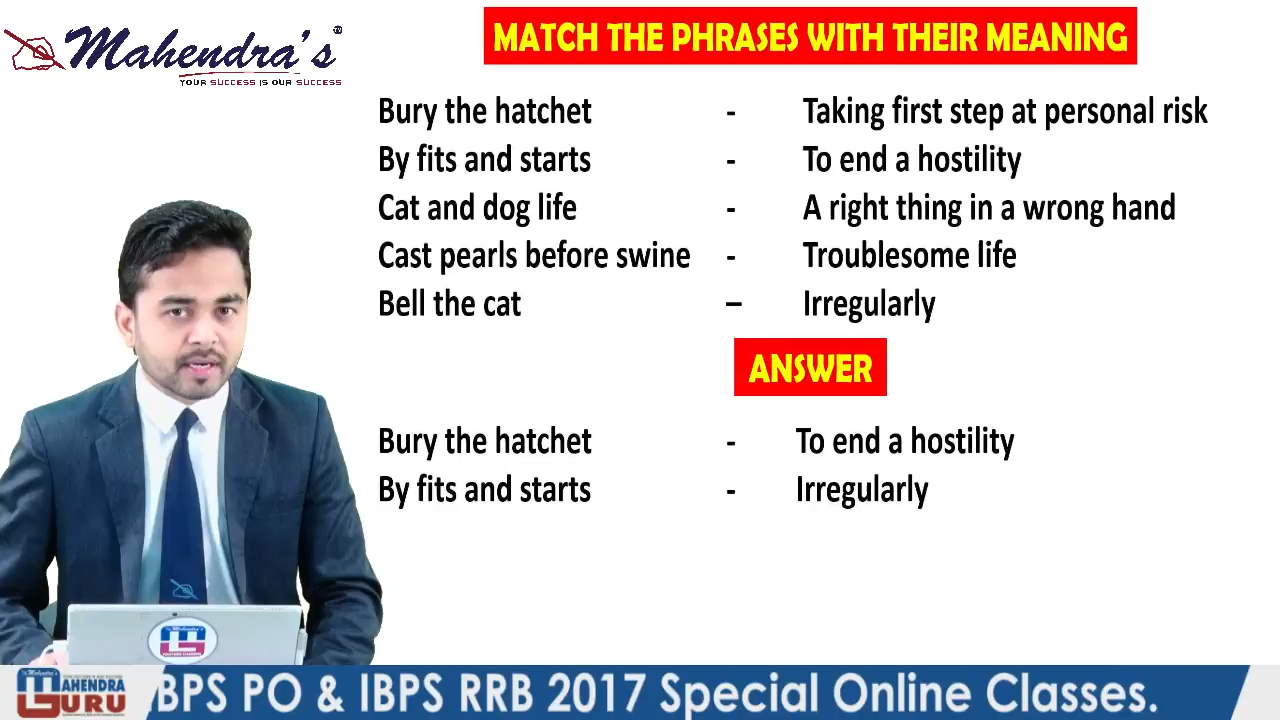 Mahendra's
YOUR SUCCESS IS OUR SUCCESS
MATCH THE PHRASES WITH THEIR MEANING
Bury the hatchet - Taking first step at personal risk
By fits and starts - To end a hostility
Cat and dog life - A right thing in a wrong hand
Cast pearls before swine - Troublesome life
Bell the cat – Irregularly
ANSWER
Bury the hatchet - To end a hostility
By fits and starts - Irregularly
Mahendra's
MAHENDRA
GURU
IBPS PO & IBPS RRB 2017 Special Online Classes.